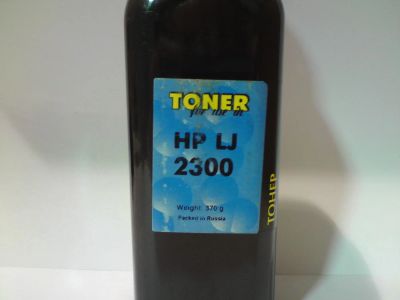 TONER
for use in
HP LJ
2300
Weight: 370 g
Packed in Russia
ТОНЕР